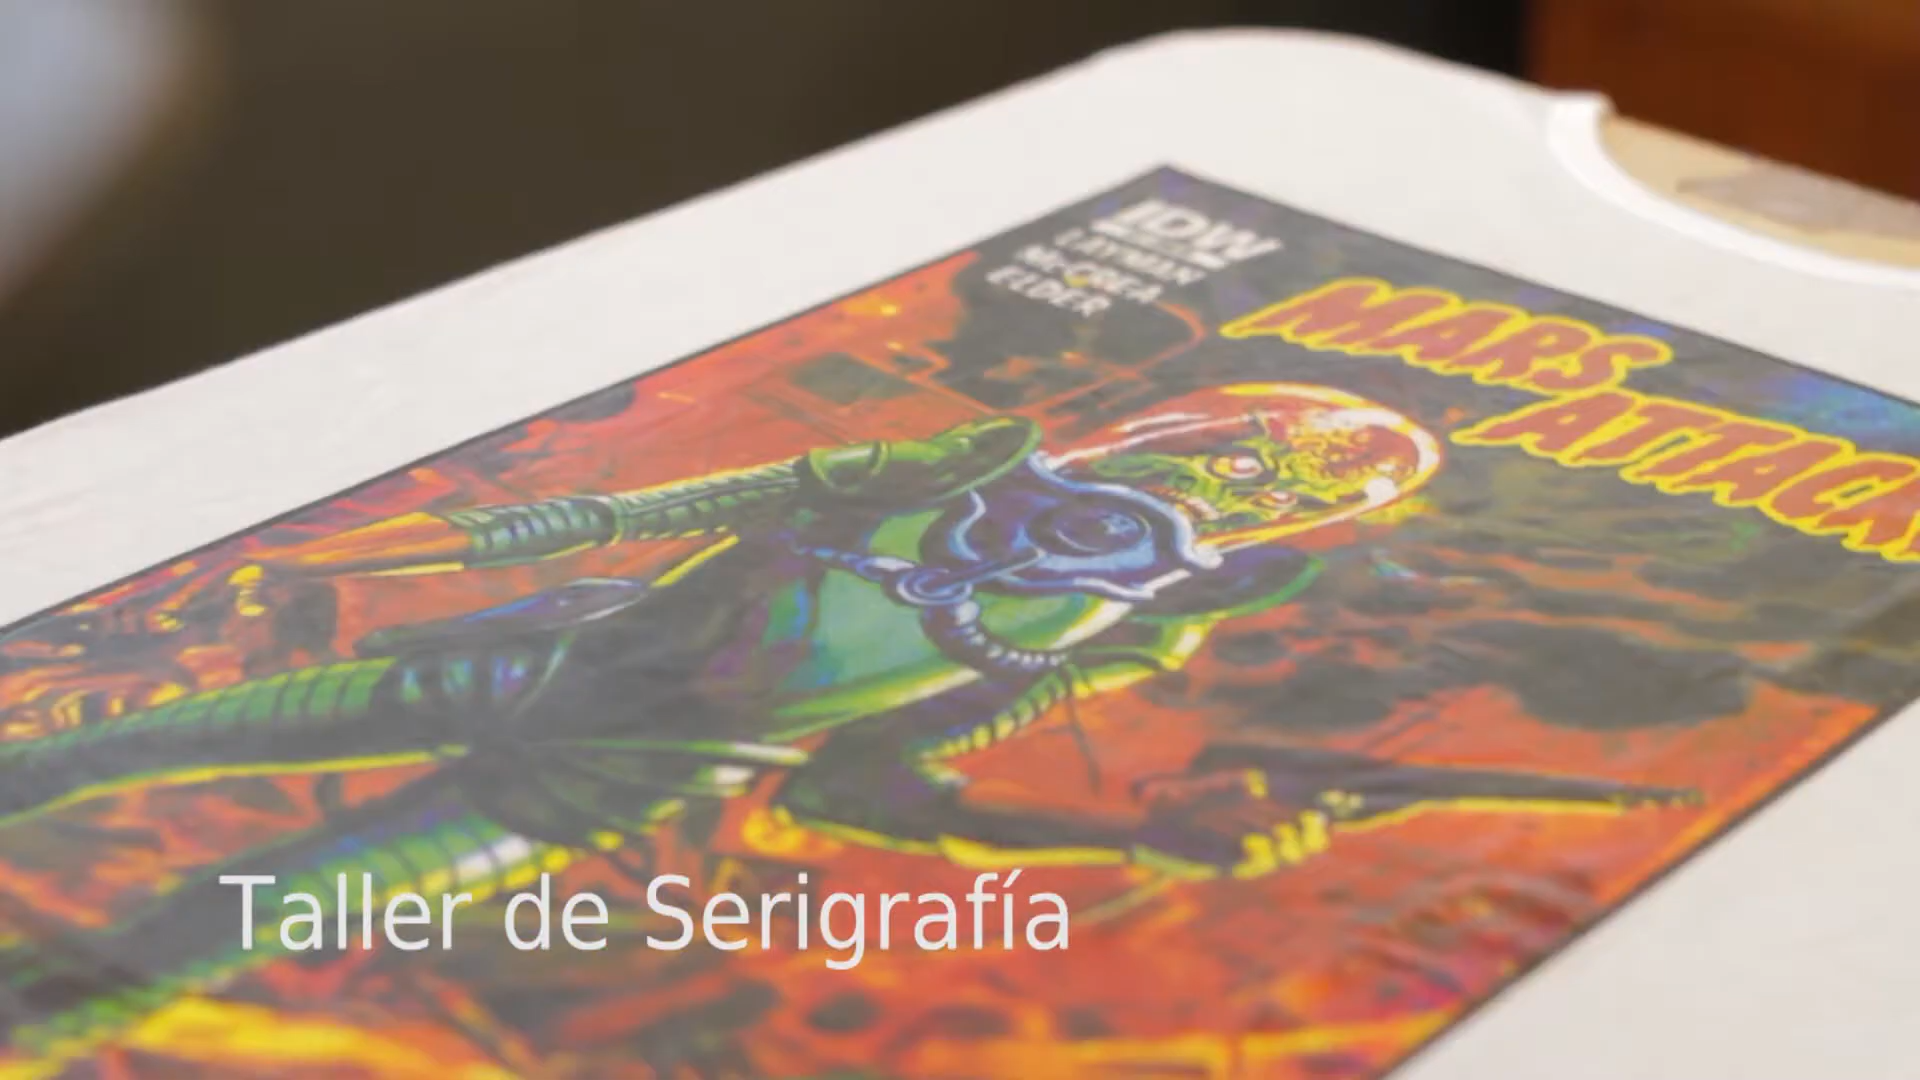 IDW
LAYMAN
McCREA
ELDER
MARS
ATTACKS
Taller de Serigrafía